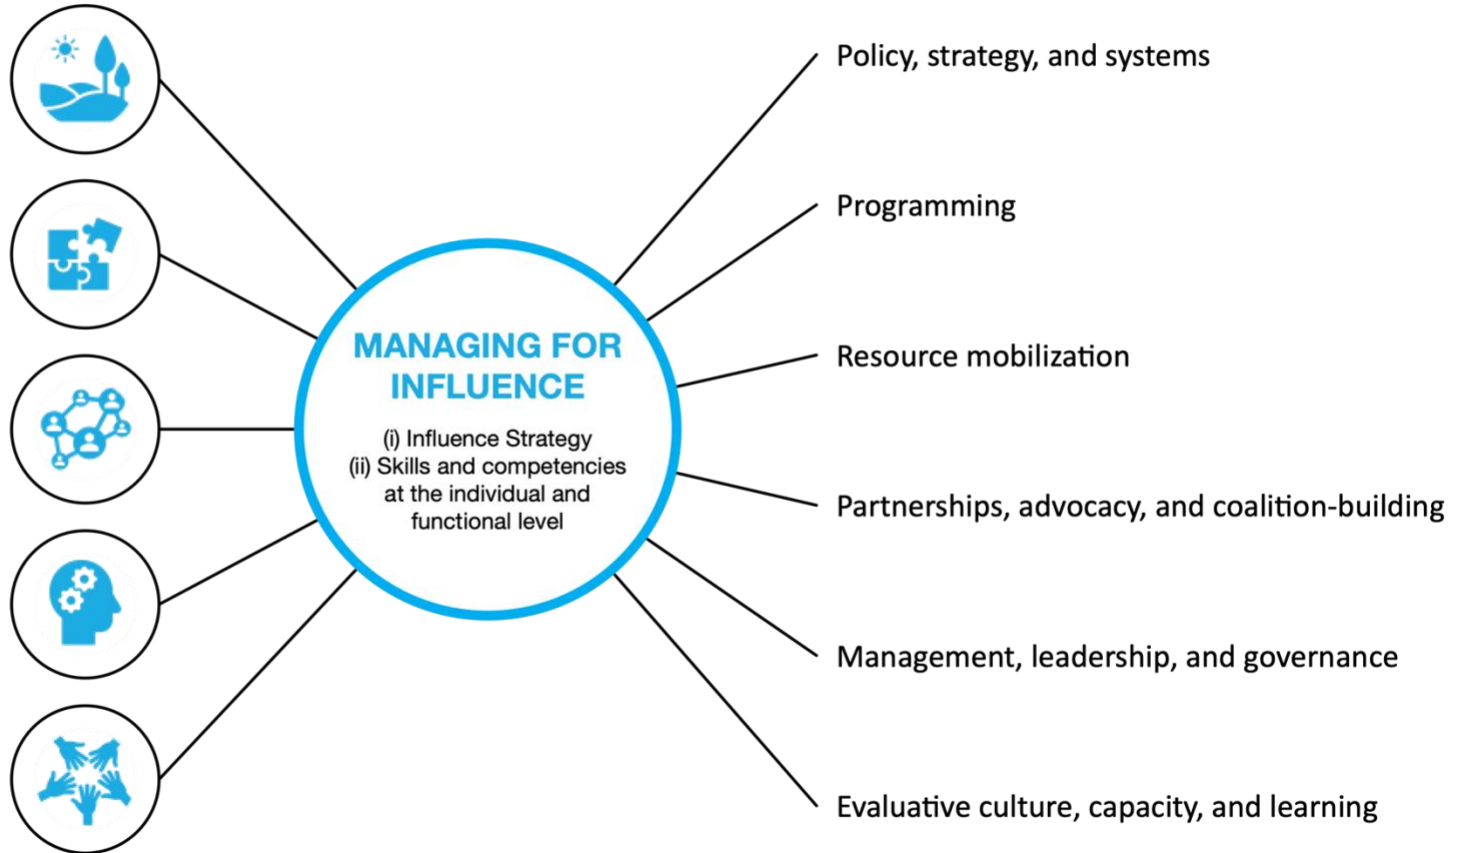 Policy, strategy, and systems
Programming
Resource mobilization
MANAGING FOR
INFLUENCE
(i) Influence Strategy
(ii) Skills and competencies
at the individual and
functional level
Partnerships, advocacy, and coalition-building
Management, leadership, and governance
Evaluative culture, capacity, and learning